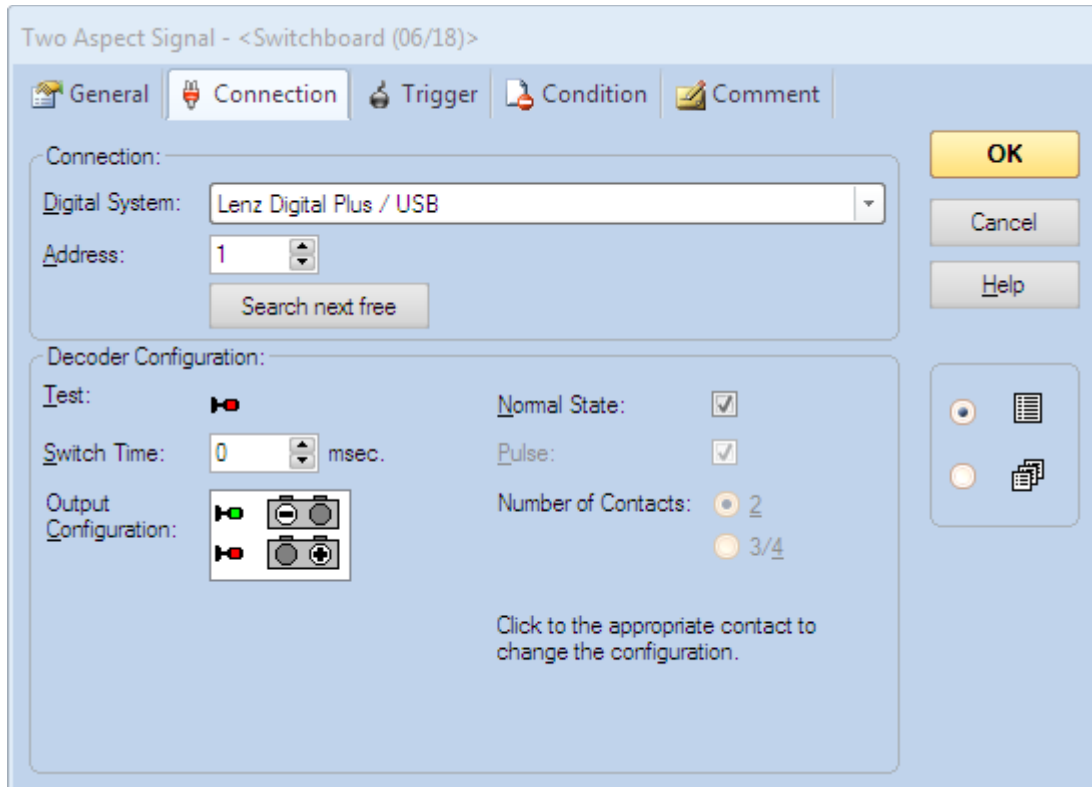 Two Aspect Signal - <Switchboard (06/18)>
General Connection Trigger Condition Comment
Connection:
Digital System: Lenz Digital Plus / USB
Address: 1
Search next free
OK
Cancel
Help
Decoder Configuration:
Test:
Normal State:
Switch Time: 0 msec.
Pulse:
Output
Configuration:
Number of Contacts: 2
3/4
Click to the appropriate contact to
change the configuration.